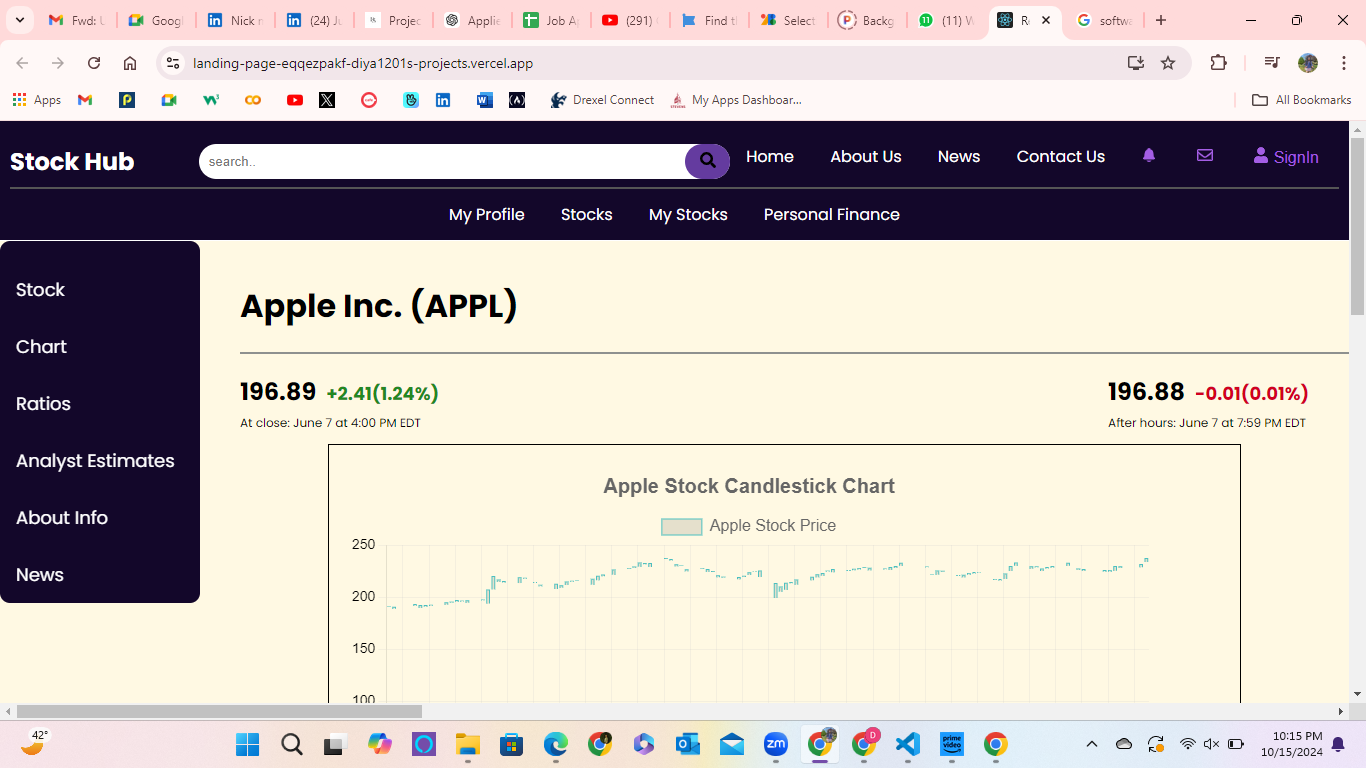 Fwd: U
Googl
Nick r
(24) Ju
Projec
Applie
Job Ap
(291) (
Find th
Select
Backg
(11) W
Re
softwa
landing-page-eqqezpakf-diya1201s-projects.vercel.app
Apps
Drexel Connect
My Apps Dashboar...
All Bookmarks
Stock Hub
search..
Home
About Us
News
Contact Us
SignIn
My Profile
Stocks
My Stocks
Personal Finance
Stock
Chart
Ratios
Analyst Estimates
About Info
News
Apple Inc. (APPL)
196.89 +2.41(1.24%)
At close: June 7 at 4:00 PM EDT
196.88 -0.01(0.01%)
After hours: June 7 at 7:59 PM EDT
Apple Stock Candlestick Chart
Apple Stock Price
250
200
150
100
42°
zm
prime video
D
10:15 PM
10/15/2024